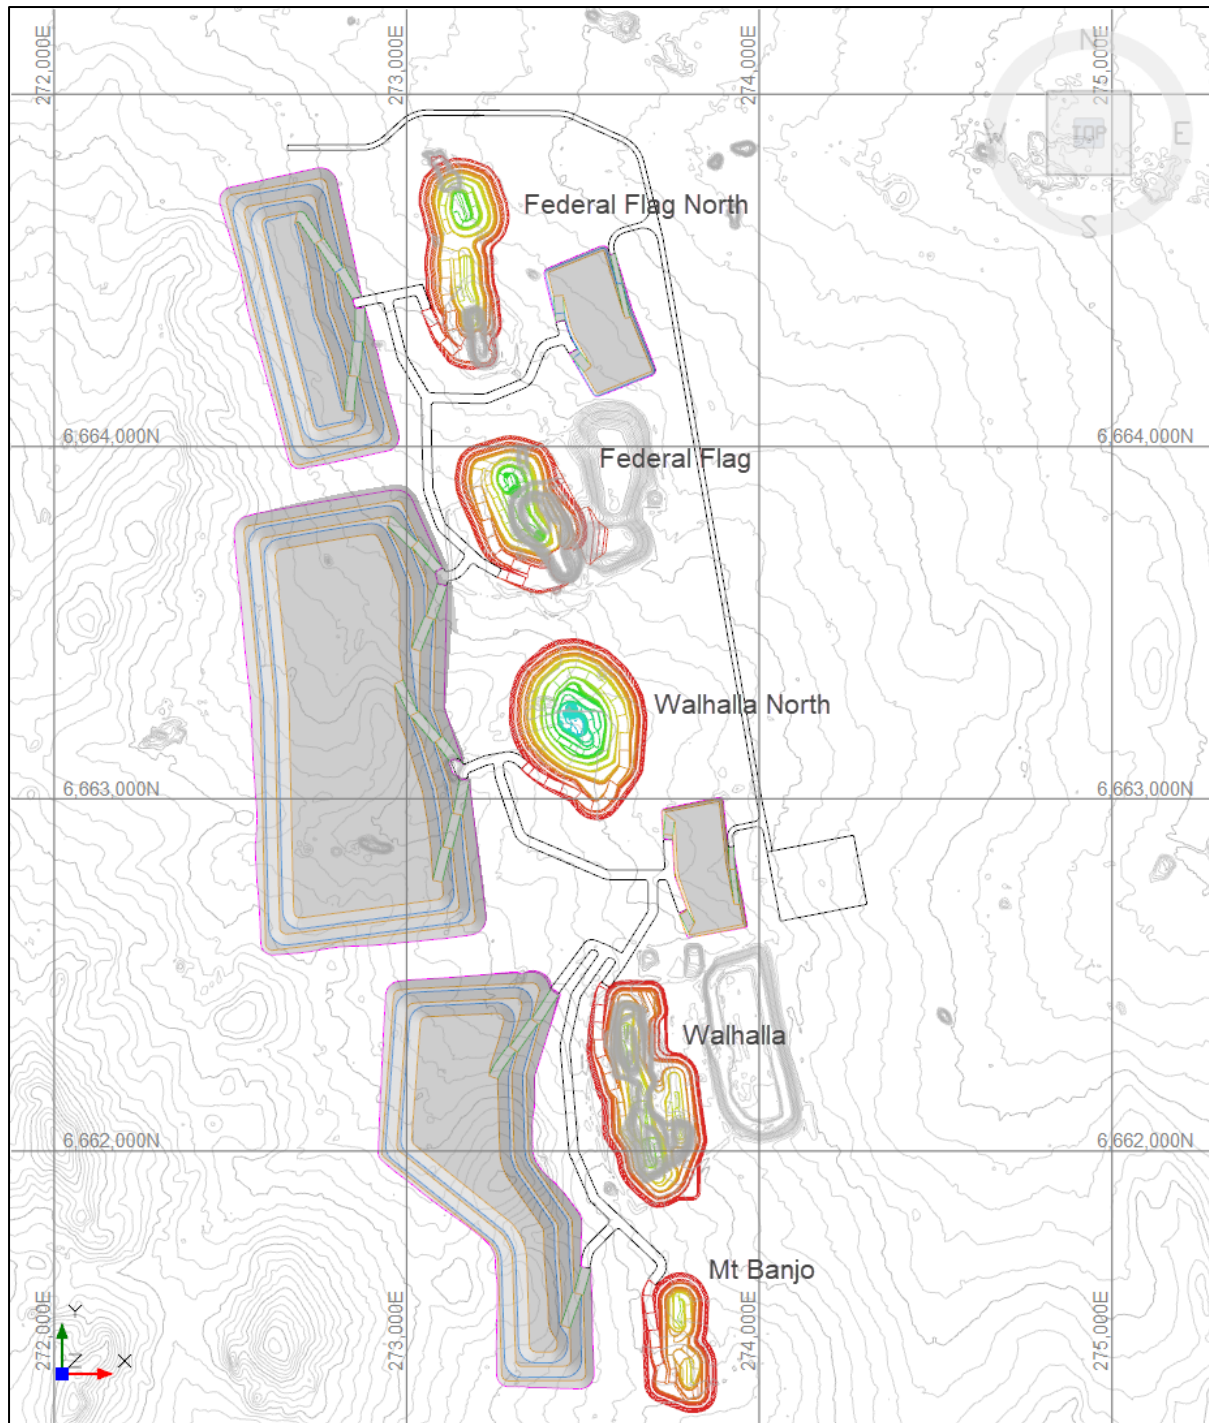 272,000E
273,000E
274,000E
275,000E
N
W
TOP
E
S
Federal Flag North
6,664,000N
6,664,000N
Federal Flag
Walhalla North
6,663,000N
6,663,000N
Walhalla
6,662,000N
6,662,000N
Mt Banjo
Y
Z
X
272,000E
273,000E
274,000E
275,000E